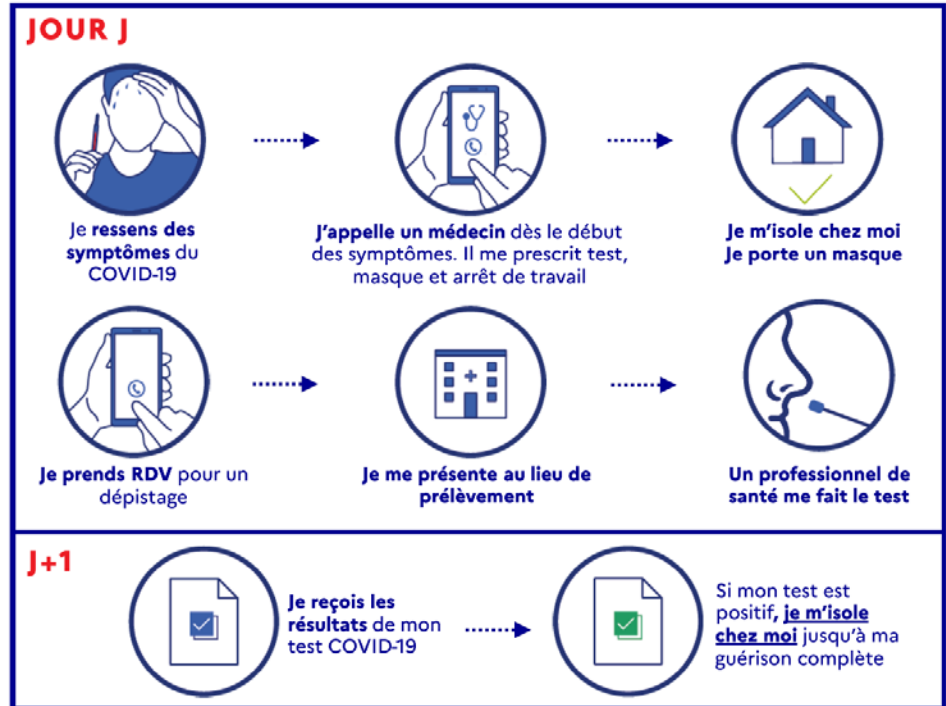 JOUR J
Je ressens des
symptômes du
COVID-19
J'appelle un médecin dès le début
des symptômes. Il me prescrit test,
masque et arrêt de travail
Je m'isole chez moi
Je porte un masque
Je prends RDV pour un
dépistage
Je me présente au lieu de
prélèvement
Un professionnel de
santé me fait le test
J+1
Je reçois les
résultats de mon
test COVID-19
Si mon test est
positif, je m'isole
chez moi jusqu'à ma
guérison complète